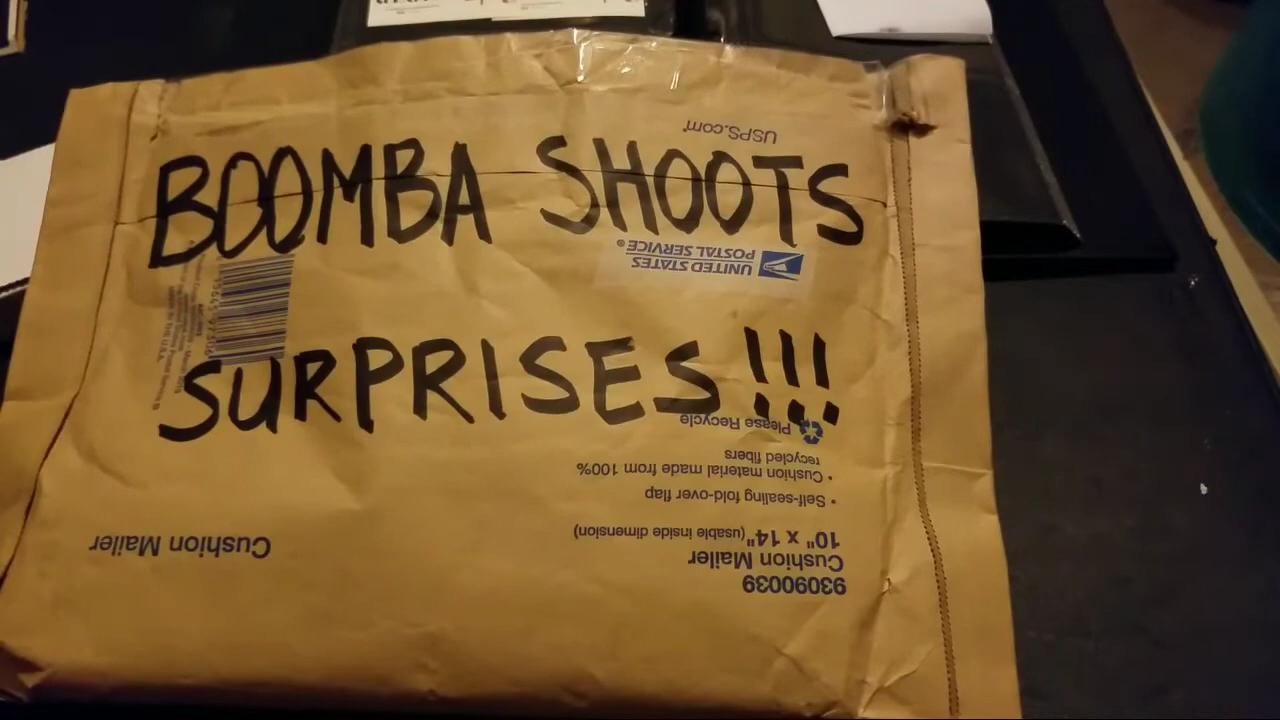 BOOMBA SHOOTS
SURPRISES!!!
USPS.com®
UNITED STATES
POSTAL SERVICE®
Please Recycle
• Cushion material made from 100%
recycled fibers
• Self-sealing fold-over flap
10" x 14" (usable inside dimension)
Cushion Mailer
93090039
Cushion Mailer